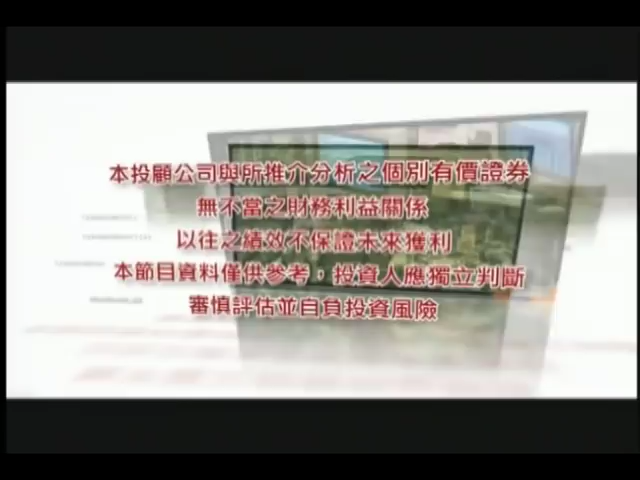 本投顧公司與所推介分析之個別有價證券
無不當之財務利益關係
以往之績效不保證未來獲利
本節目資料僅供參考，投資人應獨立判斷
審慎評估並自負投資風險